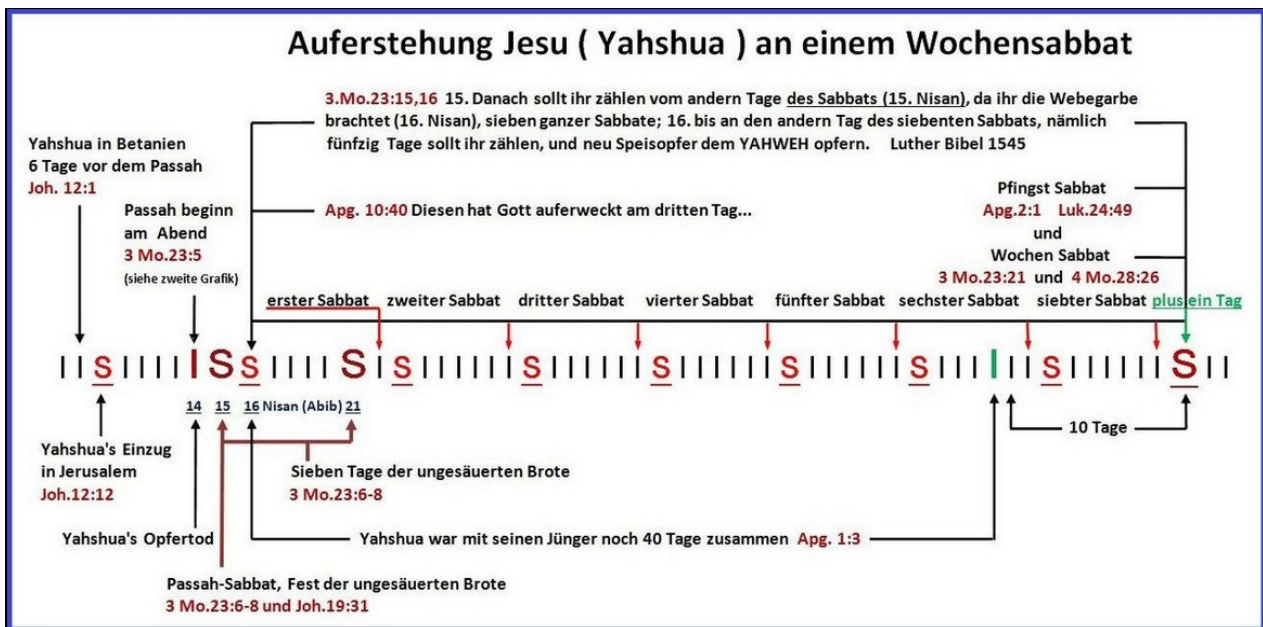 Auferstehung Jesu ( Yahshua ) an einem Wochensabbat
3.Mo.23:15,16 15. Danach sollt ihr zählen vom andern Tage des Sabbats (15. Nisan), da ihr die Webegarbe
brachtet (16. Nisan), sieben ganzer Sabbate; 16. bis an den andern Tag des siebenten Sabbats, nämlich
fünfzig Tage sollt ihr zählen, und neu Speisopfer dem YAHWEH opfern. Luther Bibel 1545
Yahshua in Betanien
6 Tage vor dem Passah
Joh. 12:1
Passah beginn
am Abend
3 Mo.23:5
(siehe zweite Grafik)
Apg. 10:40 Diesen hat Gott auferweckt am dritten Tag...
Pfingst Sabbat
Apg.2:1 Luk.24:49
und
Wochen Sabbat
3 Mo.23:21 und 4 Mo.28:26
erster Sabbat zweiter Sabbat dritter Sabbat vierter Sabbat fünfter Sabbat sechster Sabbat siebter Sabbat plus ein Tag
I I S I I I I I S S I I I I S I S I I I I I I S I I I I I I S I I I I I I S I I I I I I S I I I I I I S I I I I I S I I
14 15 16 Nisan (Abib) 21
10 Tage
Yahshua's Einzug
in Jerusalem
Joh.12:12
Sieben Tage der ungesäuerten Brote
3 Mo.23:6-8
Yahshua's Opfertod
Yahshua war mit seinen Jünger noch 40 Tage zusammen Apg. 1:3
Passah-Sabbat, Fest der ungesäuerten Brote
3 Mo.23:6-8 und Joh.19:31